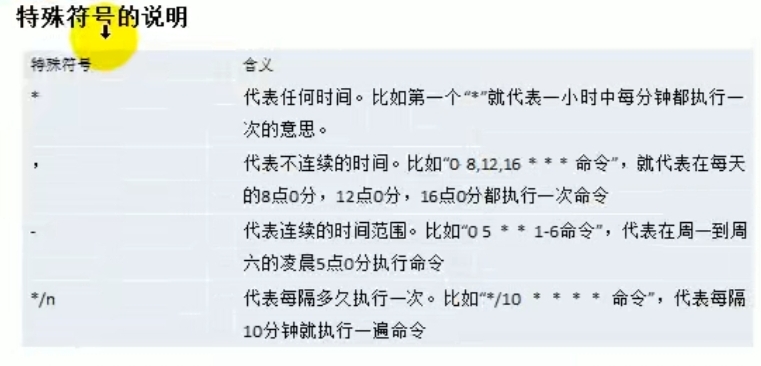 特殊符号的说明
特殊符号 含义
* 代表任何时间。比如第一个“*”就代表一小时中每分钟都执行一
次的意思。
, 代表不连续的时间。比如“0 8,12,16 * * * 命令”，就代表在每天
的8点0分，12点0分，16点0分都执行一次命令
- 代表连续的时间范围。比如“0 5 * * 1-6命令”，代表在周一到周
六的凌晨5点0分执行命令
*/n 代表每隔多久执行一次。比如“*/10 * * * * 命令”，代表每隔
10分钟就执行一遍命令